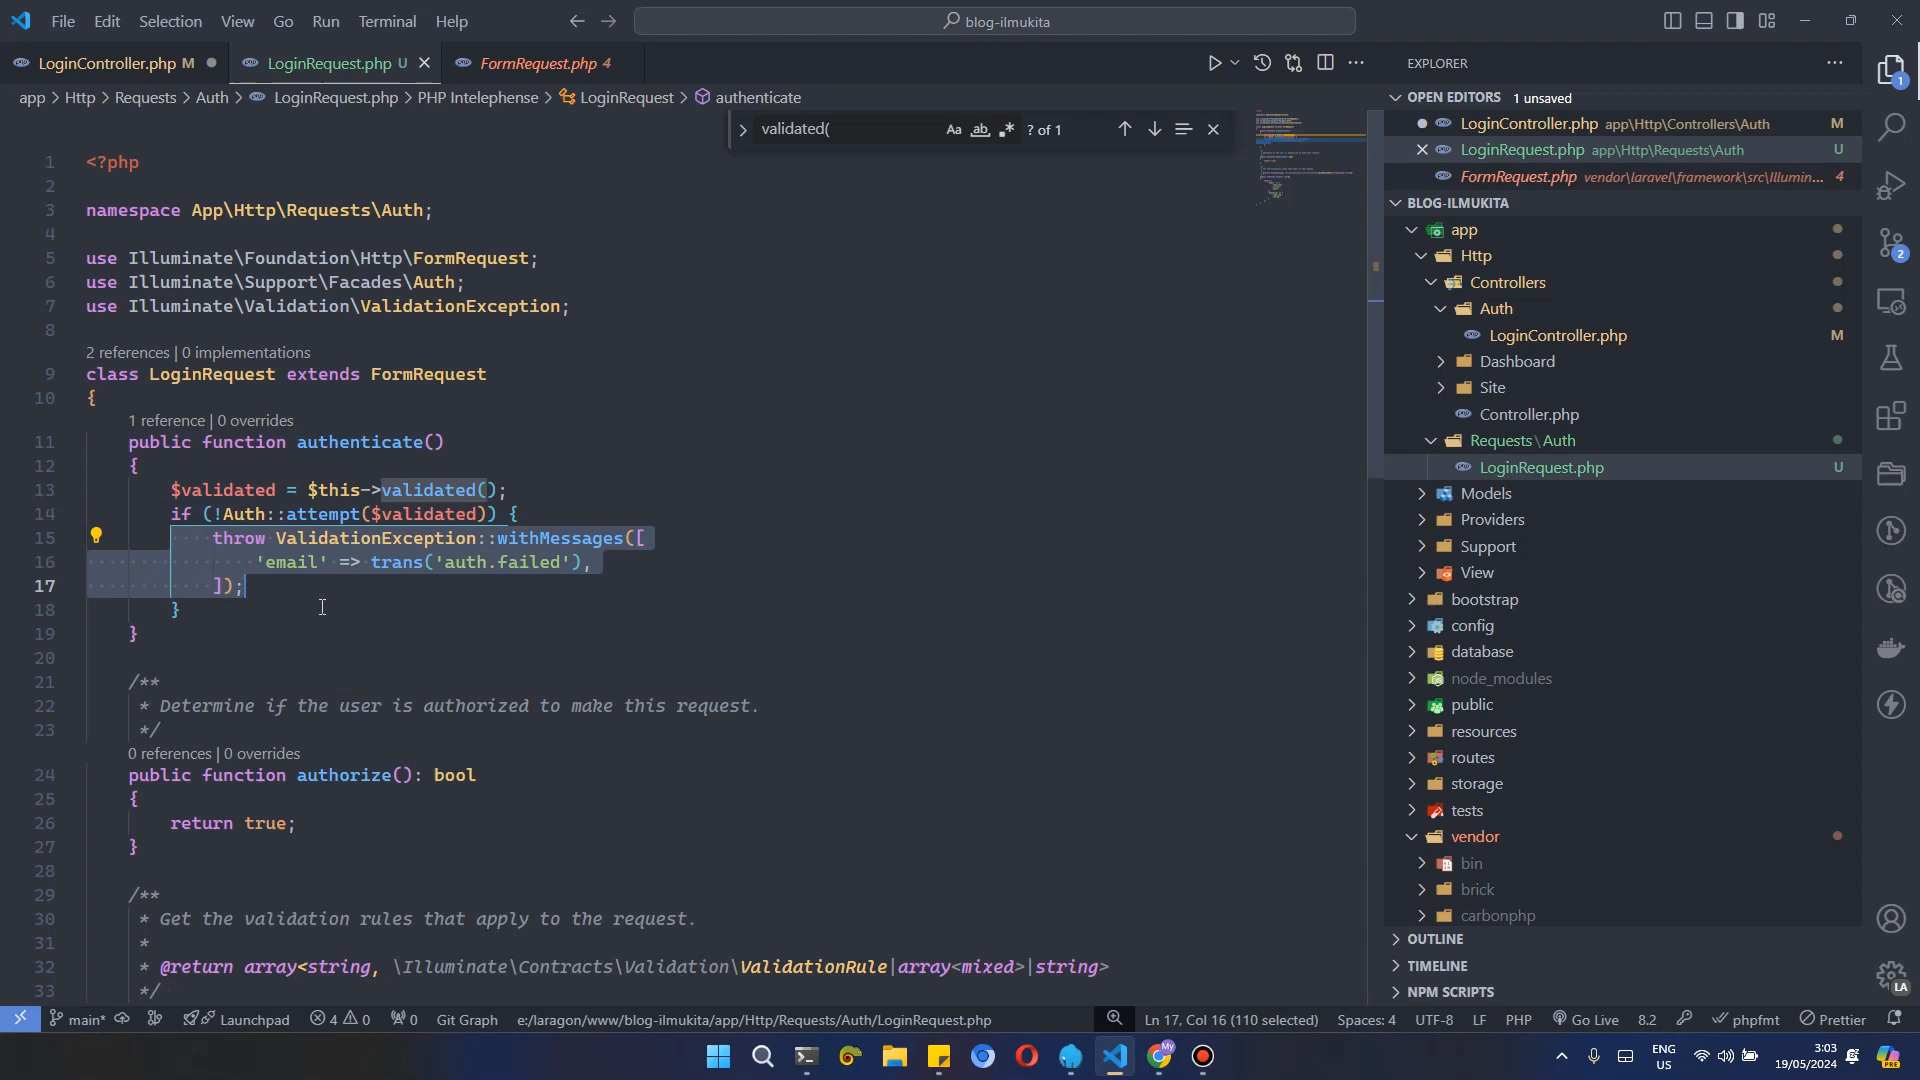 File Edit Selection View Go Run Terminal Help
blog-ilmukita
LoginController.php M
LoginRequest.php U
FormRequest.php 4
app > Http > Requests > Auth > LoginRequest.php > PHP Intelephense > LoginRequest > authenticate
validated(
Aa ab ? of 1
1 <?php
2
3 namespace App\Http\Requests\Auth;
4
5 use Illuminate\Foundation\Http\FormRequest;
6 use Illuminate\Support\Facades\Auth;
7 use Illuminate\Validation\ValidationException;
8
2 references | 0 implementations
9 class LoginRequest extends FormRequest
10 {
1 reference | 0 overrides
11 public function authenticate()
12 {
13 $validated = $this->validated();
14 if (!Auth::attempt($validated)) {
15 throw ValidationException::withMessages([
16 'email' => trans('auth.failed'),
17 ]);
18 }
19 }
20
21 /**
22 * Determine if the user is authorized to make this request.
23 */
0 references | 0 overrides
24 public function authorize(): bool
25 {
26 return true;
27 }
28
29 /**
30 * Get the validation rules that apply to the request.
31 *
32 * @return array<string, \Illuminate\Contracts\Validation\ValidationRule|array<mixed>|string>
33 */
EXPLORER
OPEN EDITORS 1 unsaved
LoginController.php app\Http\Controllers\Auth M
LoginRequest.php app\Http\Requests\Auth U
FormRequest.php vendor\laravel\framework\src\Illumin... 4
BLOG-ILMUKITA
app
Http
Controllers
Auth
LoginController.php M
Dashboard
Site
Controller.php
Requests\Auth
LoginRequest.php U
Models
Providers
Support
View
bootstrap
config
database
node_modules
public
resources
routes
storage
tests
vendor
bin
brick
carbonphp
OUTLINE
TIMELINE
NPM SCRIPTS
1
2
LA
main* Launchpad 4 0 0 Git Graph e:/laragon/www/blog-ilmukita/app/Http/Requests/Auth/LoginRequest.php Ln 17, Col 16 (110 selected) Spaces: 4 UTF-8 LF PHP Go Live 8.2 phpfmt Prettier
My
ENG
US
3:03
19/05/2024
PRE